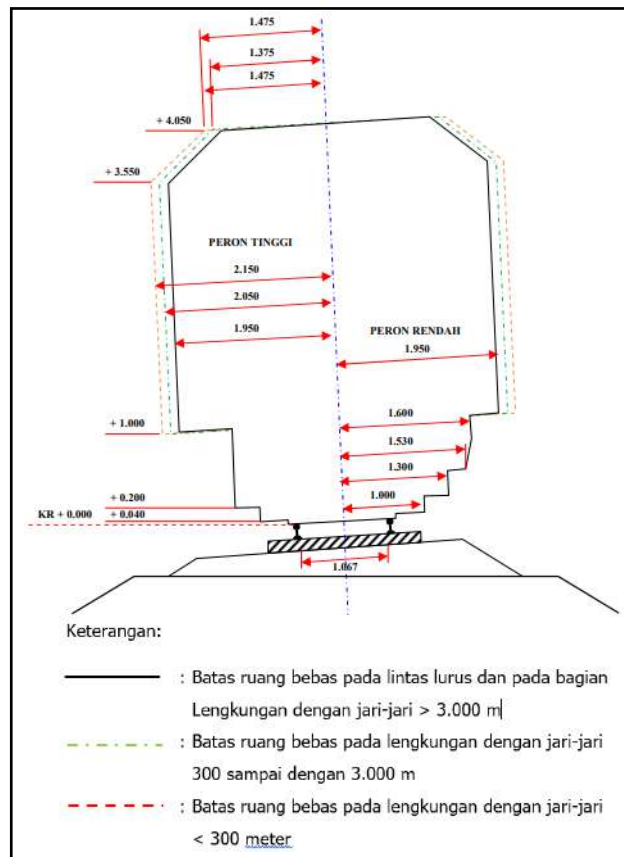 1.475
1.375
1.475
+ 4.050
+ 3.550
PERON TINGGI
2.150
2.050
PERON RENDAH
1.950
1.950
+ 1.000
1.600
1.530
1.300
+ 0.200
1.000
KR + 0.000
+ 0.040
1.067
Keterangan:
: Batas ruang bebas pada lintas lurus dan pada bagian
Lengkungan dengan jari-jari > 3.000 m
: Batas ruang bebas pada lengkungan dengan jari-jari
300 sampai dengan 3.000 m
: Batas ruang bebas pada lengkungan dengan jari-jari
< 300 meter